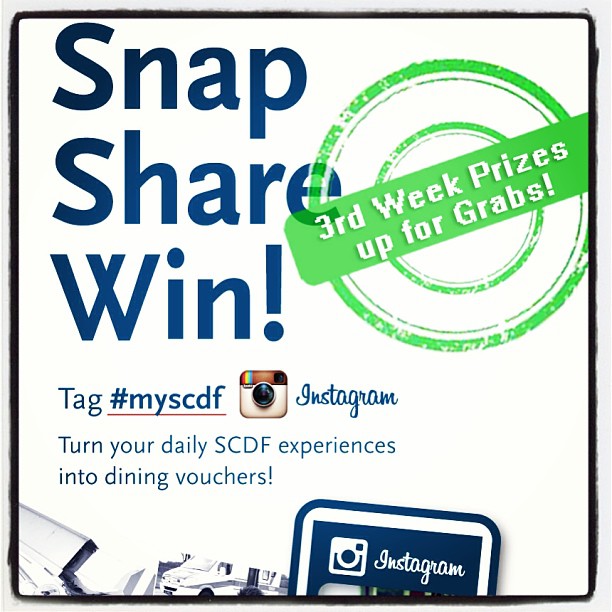 Snap
Share
Win!
3rd Week Prizes
up for Grabs!
Tag #myscdf Instagram
Turn your daily SCDF experiences
into dining vouchers!
Instagram